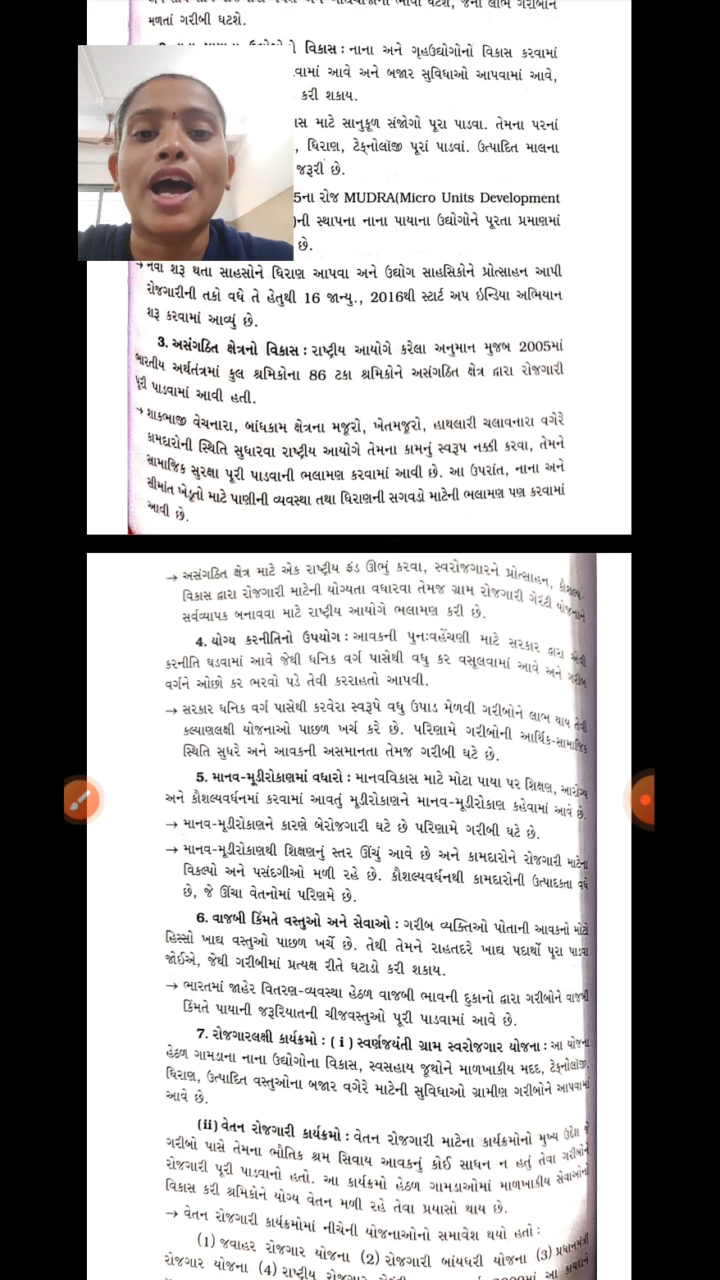 મળતાં ગરીબી ઘટશે.
વિકાસ : નાના અને ગૃહઉદ્યોગોનો વિકાસ કરવામાં
વામાં આવે અને બજાર સુવિધાઓ આપવામાં આવે,
કરી શકાય.
સ માટે સાનુકૂળ સંજોગો પૂરા પાડવા. તેમના પરનાં
, ધિરાણ, ટેક્નોલૉજી પૂરાં પાડવાં. ઉત્પાદિત માલના
જરૂરી છે.
5ના રોજ MUDRA(Micro Units Development
)ની સ્થાપના નાના પાયાના ઉદ્યોગોને પૂરતા પ્રમાણમાં
છે.
→ નવા શરૂ થતા સાહસોને ધિરાણ આપવા અને ઉદ્યોગ સાહસિકોને પ્રોત્સાહન આપી
રોજગારીની તકો વધે તે હેતુથી 16 જાન્યુ., 2016થી સ્ટાર્ટ અપ ઇન્ડિયા અભિયાન
શરૂ કરવામાં આવ્યું છે.
3. અસંગઠિત ક્ષેત્રનો વિકાસ : રાષ્ટ્રીય આયોગે કરેલા અનુમાન મુજબ 2005માં
ભારતીય અર્થતંત્રમાં કુલ શ્રમિકોના 86 ટકા શ્રમિકોને અસંગઠિત ક્ષેત્ર દ્વારા રોજગારી
પૂરી પાડવામાં આવી હતી.
→ શાકભાજી વેચનારા, બાંધકામ ક્ષેત્રના મજૂરો, ખેતમજૂરો, હાથલારી ચલાવનારા વગેરે
કામદારોની સ્થિતિ સુધારવા રાષ્ટ્રીય આયોગે તેમના કામનું સ્વરૂપ નક્કી કરવા, તેમને
સામાજિક સુરક્ષા પૂરી પાડવાની ભલામણ કરવામાં આવી છે. આ ઉપરાંત, નાના અને
સીમાંત ખેડૂતો માટે પાણીની વ્યવસ્થા તથા ધિરાણની સગવડો માટેની ભલામણ પણ કરવામાં
આવી છે.
→ અસંગઠિત ક્ષેત્ર માટે એક રાષ્ટ્રીય ફંડ ઊભું કરવા, સ્વરોજગારને પ્રોત્સાહન, કૌશલ્ય-
વિકાસ દ્વારા રોજગારી માટેની યોગ્યતા વધારવા તેમજ ગ્રામ રોજગારી ગેરંટી યોજનાને
સર્વવ્યાપક બનાવવા માટે રાષ્ટ્રીય આયોગે ભલામણ કરી છે.
4. યોગ્ય કરનીતિનો ઉપયોગ : આવકની પુનઃવહેંચણી માટે સરકાર દ્વારા એવી
કરનીતિ ઘડવામાં આવે જેથી ધનિક વર્ગ પાસેથી વધુ કર વસૂલવામાં આવે અને ગરીબ
વર્ગને ઓછો કર ભરવો પડે તેવી કરરાહતો આપવી.
→ સરકાર ધનિક વર્ગ પાસેથી કરવેરા સ્વરૂપે વધુ ઉપાડ મેળવી ગરીબોને લાભ થાય તેવી
કલ્યાણલક્ષી યોજનાઓ પાછળ ખર્ચ કરે છે. પરિણામે ગરીબોની આર્થિક-સામાજિક
સ્થિતિ સુધરે અને આવકની અસમાનતા તેમજ ગરીબી ઘટે છે.
5. માનવ-મૂડીરોકાણમાં વધારો : માનવવિકાસ માટે મોટા પાયા પર શિક્ષણ, આરોગ્ય
અને કૌશલ્યવર્ધનમાં કરવામાં આવતું મૂડીરોકાણને માનવ-મૂડીરોકાણ કહેવામાં આવે છે.
→ માનવ-મૂડીરોકાણને કારણે બેરોજગારી ઘટે છે પરિણામે ગરીબી ઘટે છે.
→ માનવ-મૂડીરોકાણથી શિક્ષણનું સ્તર ઊંચું આવે છે અને કામદારોને રોજગારી માટેના
વિકલ્પો અને પસંદગીઓ મળી રહે છે. કૌશલ્યવર્ધનથી કામદારોની ઉત્પાદકતા વધે
છે, જે ઊંચા વેતનોમાં પરિણમે છે.
6. વાજબી કિંમતે વસ્તુઓ અને સેવાઓ : ગરીબ વ્યક્તિઓ પોતાની આવકનો મોટો
હિસ્સો ખાદ્ય વસ્તુઓ પાછળ ખર્ચે છે. તેથી તેમને રાહતદરે ખાદ્ય પદાર્થો પૂરા પાડવા
જોઈએ, જેથી ગરીબીમાં પ્રત્યક્ષ રીતે ઘટાડો કરી શકાય.
→ ભારતમાં જાહેર વિતરણ-વ્યવસ્થા હેઠળ વાજબી ભાવની દુકાનો દ્વારા ગરીબોને વાજબી
કિંમતે પાયાની જરૂરિયાતની ચીજવસ્તુઓ પૂરી પાડવામાં આવે છે.
7. રોજગારલક્ષી કાર્યક્રમો : ( i ) સ્વર્ણજયંતી ગ્રામ સ્વરોજગાર યોજના : આ યોજના
હેઠળ ગામડાના નાના ઉદ્યોગોના વિકાસ, સ્વસહાય જૂથોને માળખાકીય મદદ, ટેક્નોલૉજી,
ધિરાણ, ઉત્પાદિત વસ્તુઓના બજાર વગેરે માટેની સુવિધાઓ ગ્રામીણ ગરીબોને આપવામાં
આવે છે.
(ii) વેતન રોજગારી કાર્યક્રમો : વેતન રોજગારી માટેના કાર્યક્રમોનો મુખ્ય ઉદ્દેશ જે
ગરીબો પાસે તેમના ભૌતિક શ્રમ સિવાય આવકનું કોઈ સાધન ન હતું તેવા ગરીબોને
રોજગારી પૂરી પાડવાનો હતો. આ કાર્યક્રમો હેઠળ ગામડાઓમાં માળખાકીય સેવાઓનો
વિકાસ કરી શ્રમિકોને યોગ્ય વેતન મળી રહે તેવા પ્રયાસો થાય છે.
→ વેતન રોજગારી કાર્યક્રમોમાં નીચેની યોજનાઓનો સમાવેશ થયો હતો :
(1) જવાહર રોજગાર યોજના (2) રોજગારી બાંયધરી યોજના (3) પ્રધાનમંત્રી
રોજગાર યોજના (4) રાષ્ટ્રીય